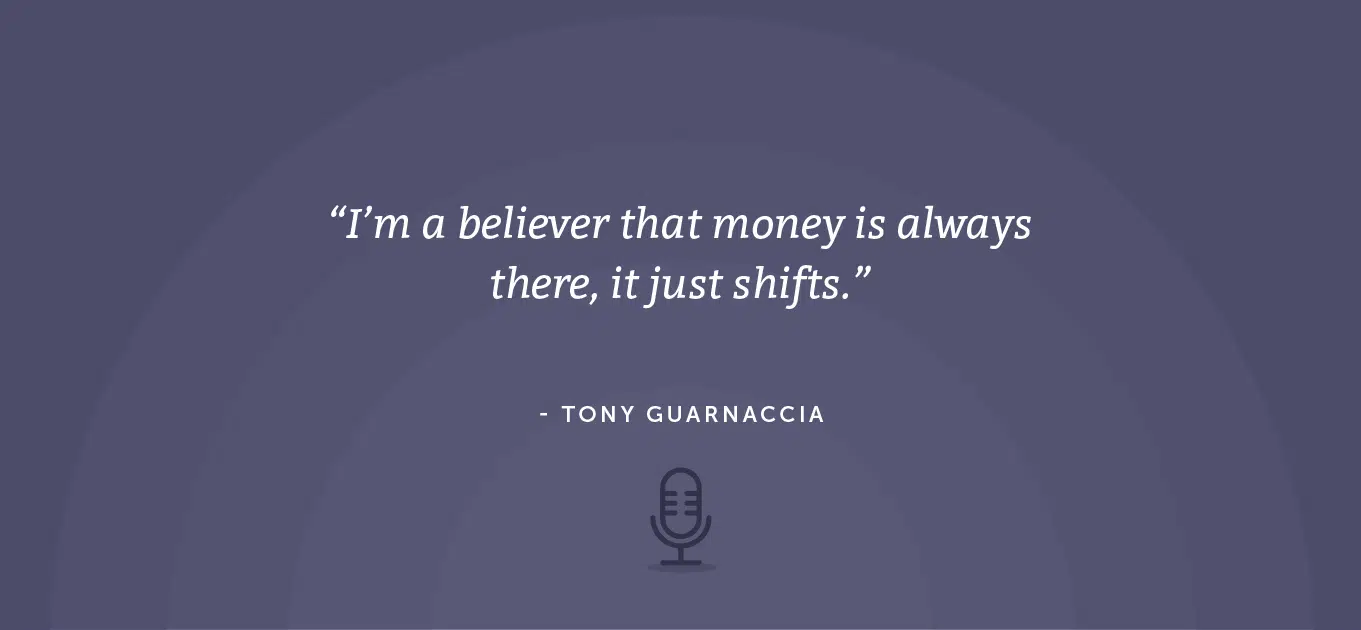 “I’m a believer that money is always
there, it just shifts.”
- TONY GUARNACCIA